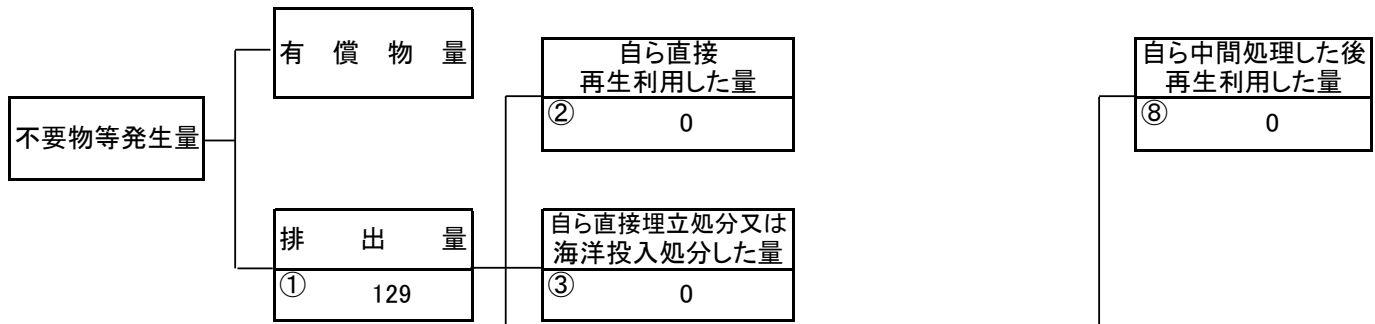 有償物量
自ら直接
再生利用した量
② 0
自ら中間処理した後
再生利用した量
⑧ 0
不要物等発生量
排出量
① 129
自ら直接埋立処分又は
海洋投入処分した量
③ 0